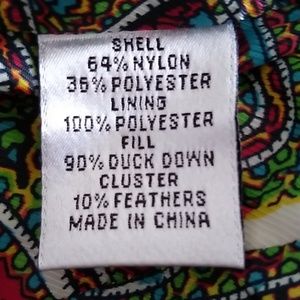 SHELL
64% NYLON
36% POLYESTER
LINING
100% POLYESTER
FILL
90% DUCK DOWN
CLUSTER
10% FEATHERS
MADE IN CHINA